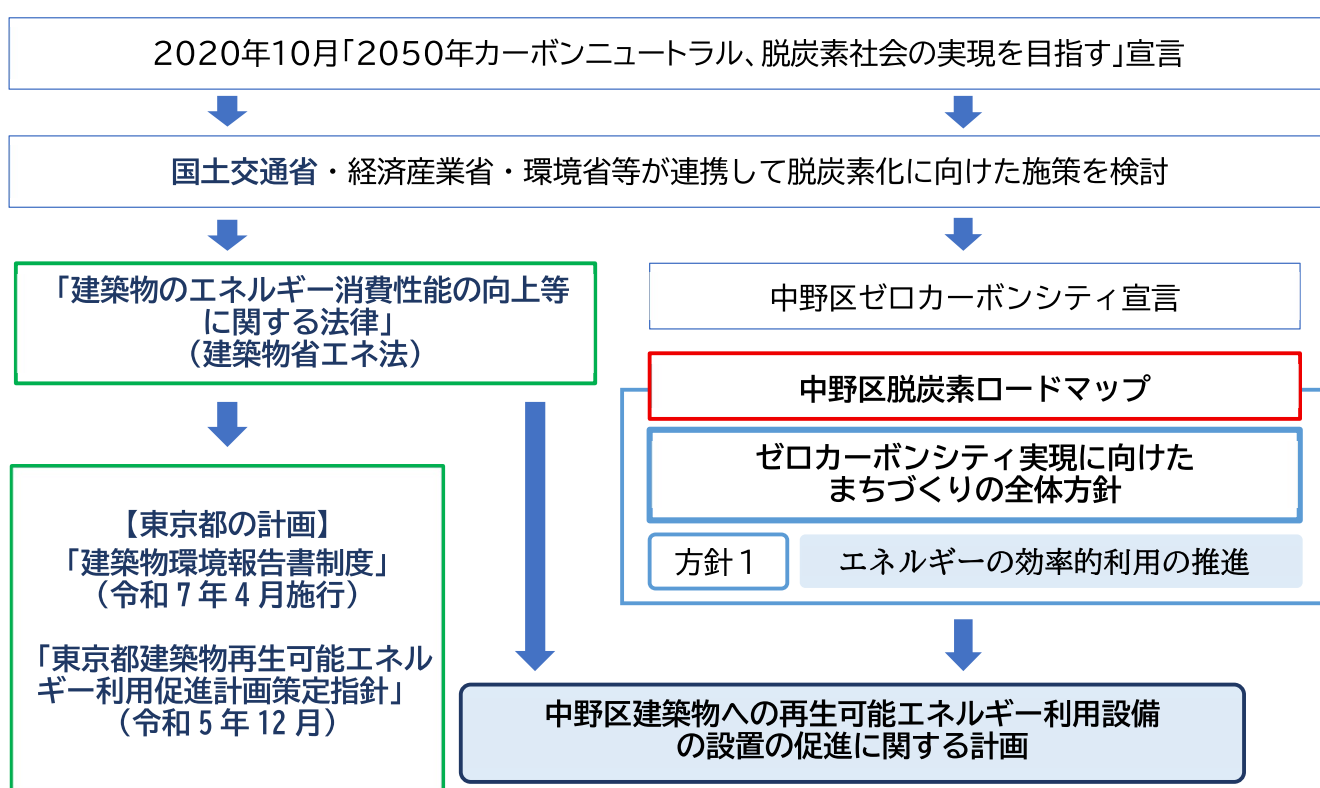 2020年10月｢2050年カーボンニュートラル、脱炭素社会の実現を目指す｣宣言
国土交通省・経済産業省・環境省等が連携して脱炭素化に向けた施策を検討
「建築物のエネルギー消費性能の向上等
に関する法律」
（建築物省エネ法）
中野区ゼロカーボンシティ宣言
中野区脱炭素ロードマップ
ゼロカーボンシティ実現に向けた
まちづくりの全体方針
方針１
エネルギーの効率的利用の推進
【東京都の計画】
「建築物環境報告書制度」
（令和７年４月施行）
「東京都建築物再生可能エネル
ギー利用促進計画策定指針」
（令和５年12月）
中野区建築物への再生可能エネルギー利用設備
の設置の促進に関する計画